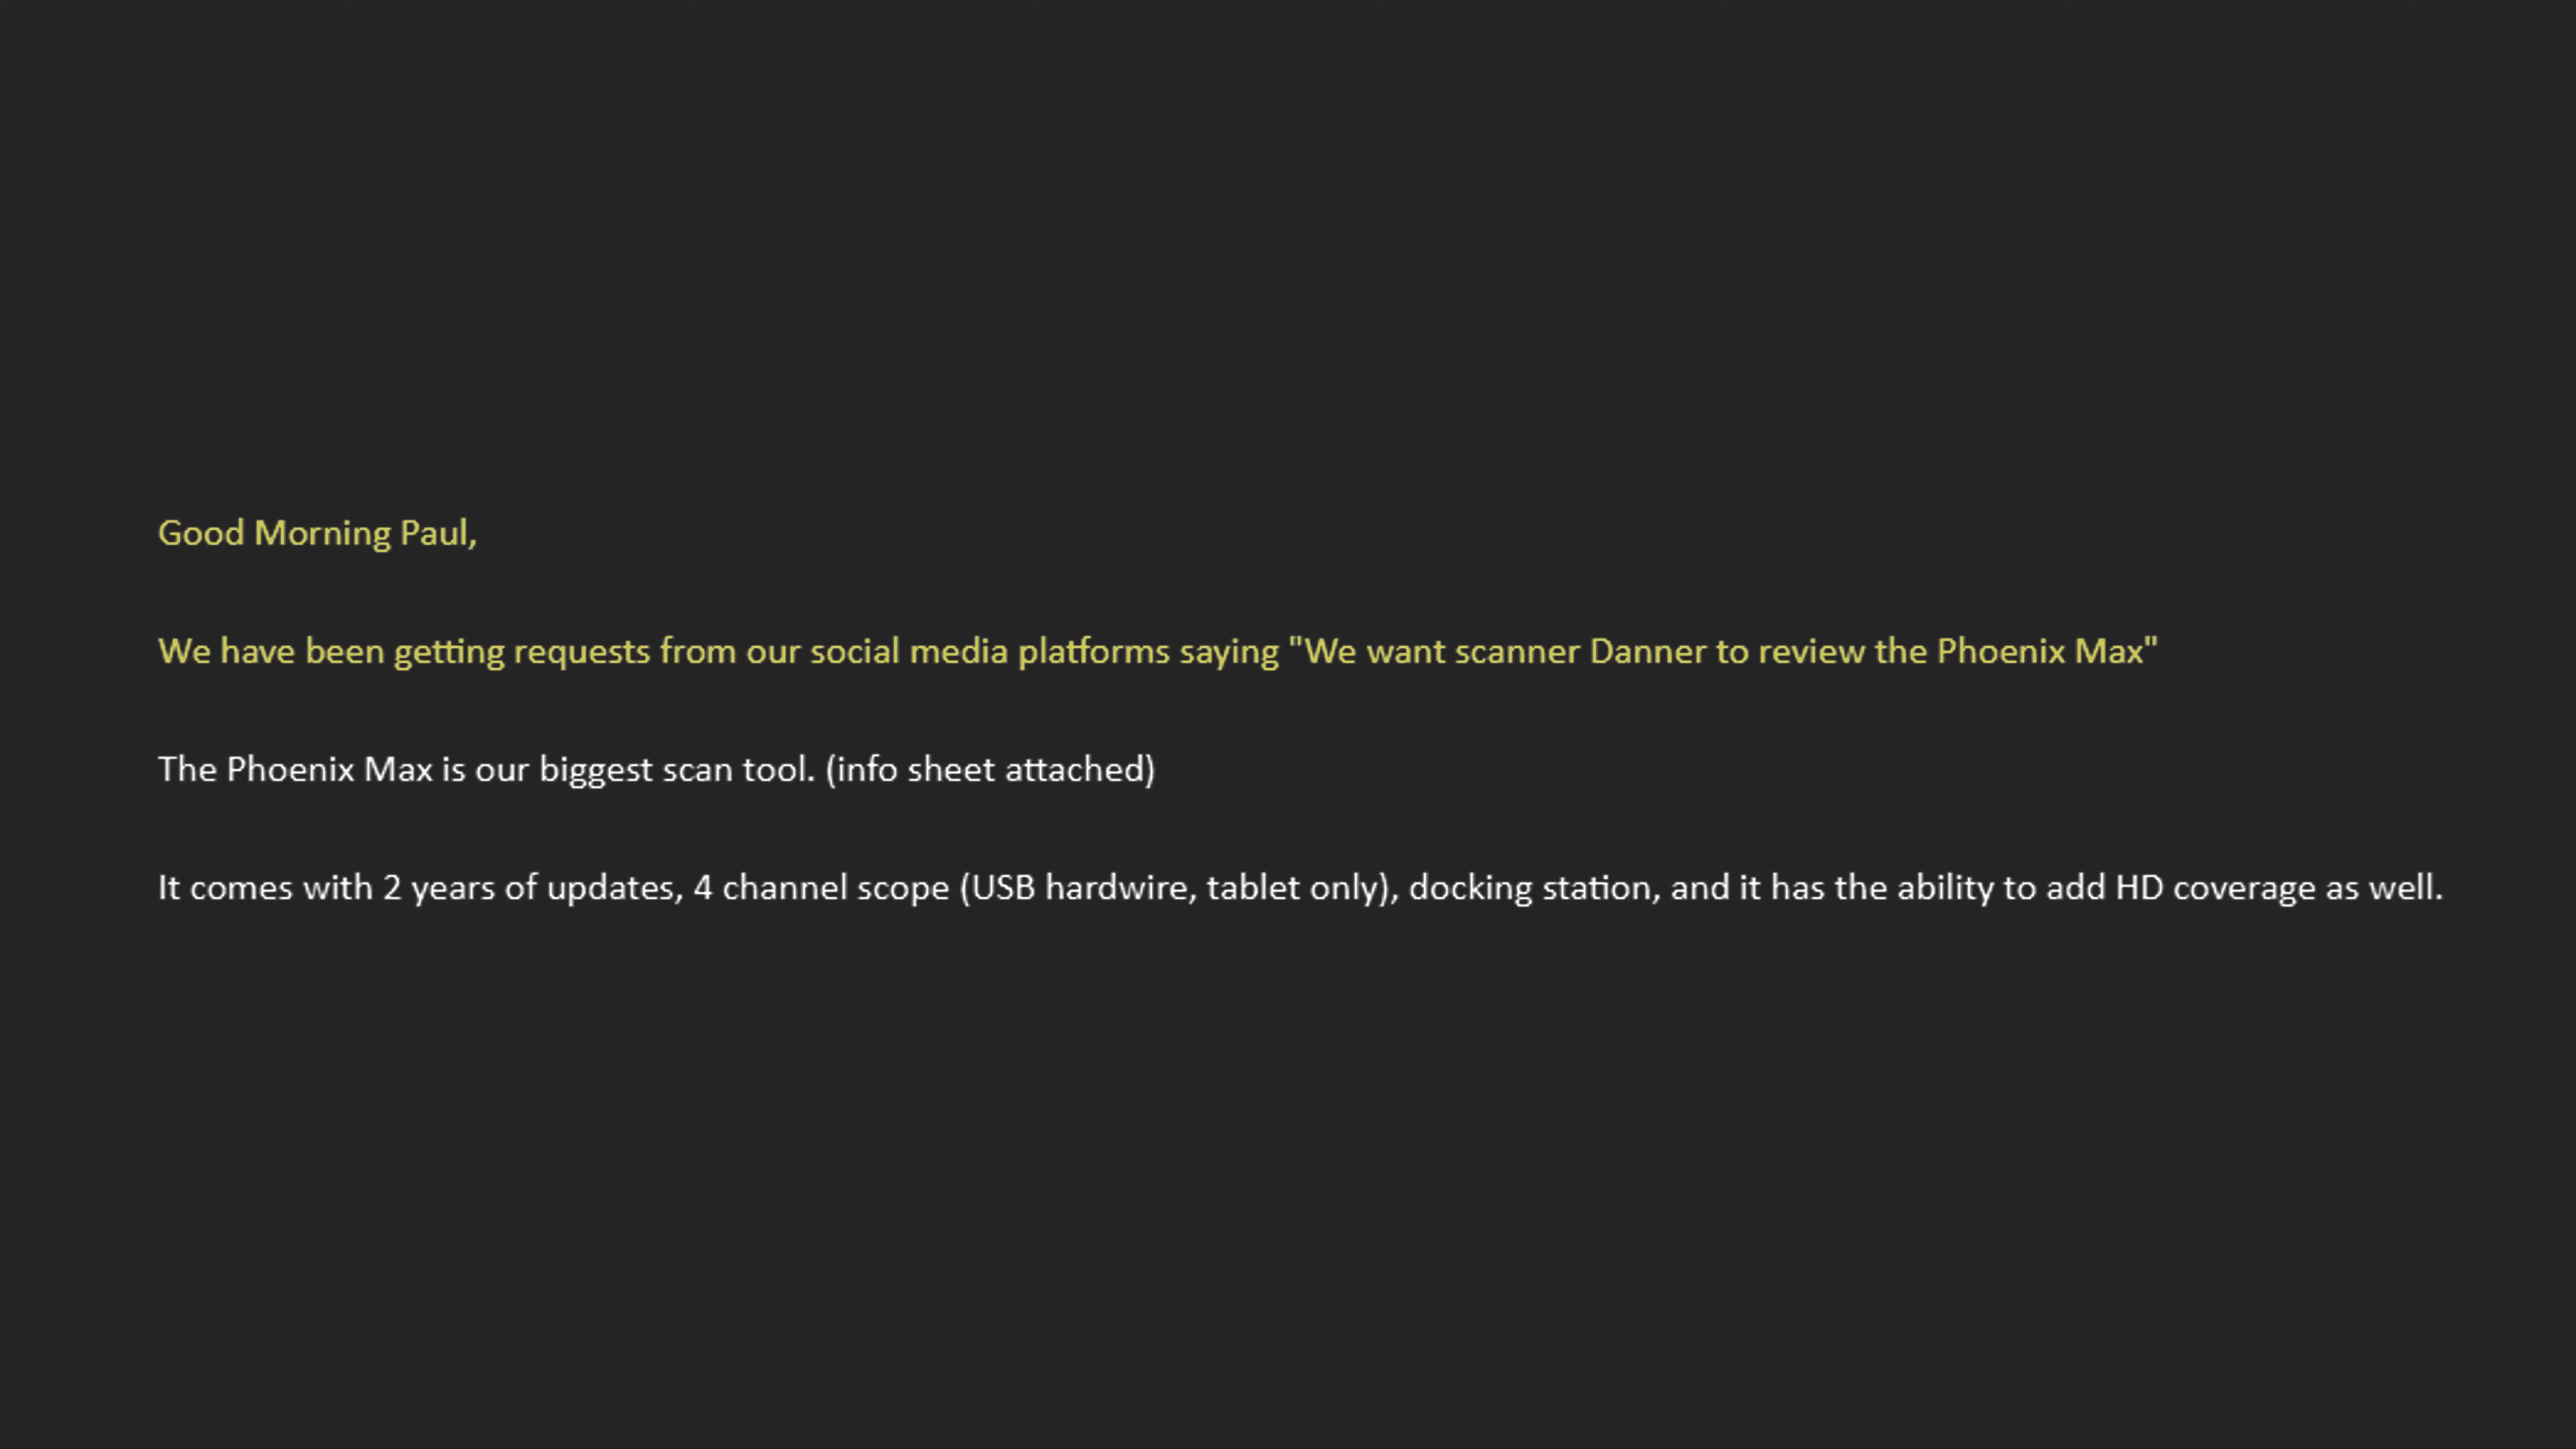 Good Morning Paul,
We have been getting requests from our social media platforms saying "We want scanner Danner to review the Phoenix Max"
The Phoenix Max is our biggest scan tool. (info sheet attached)
It comes with 2 years of updates, 4 channel scope (USB hardwire, tablet only), docking station, and it has the ability to add HD coverage as well.